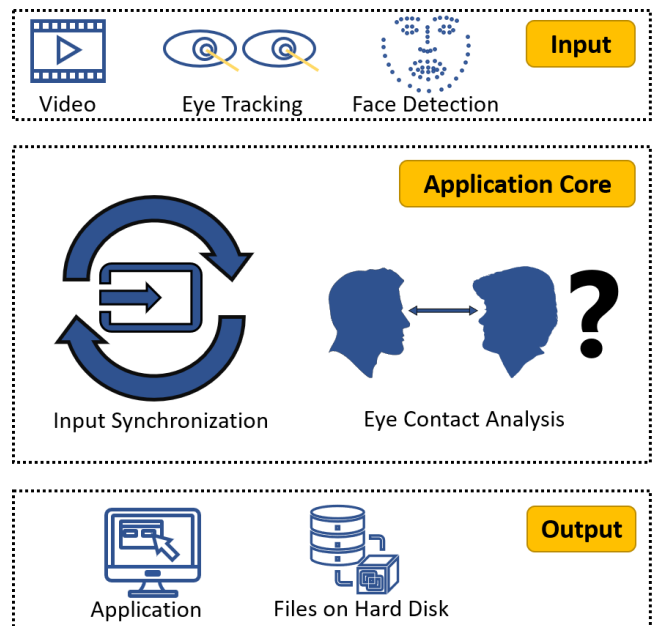 Input
Video
Eye Tracking
Face Detection
Application Core
?
Input Synchronization
Eye Contact Analysis
Output
Application
Files on Hard Disk